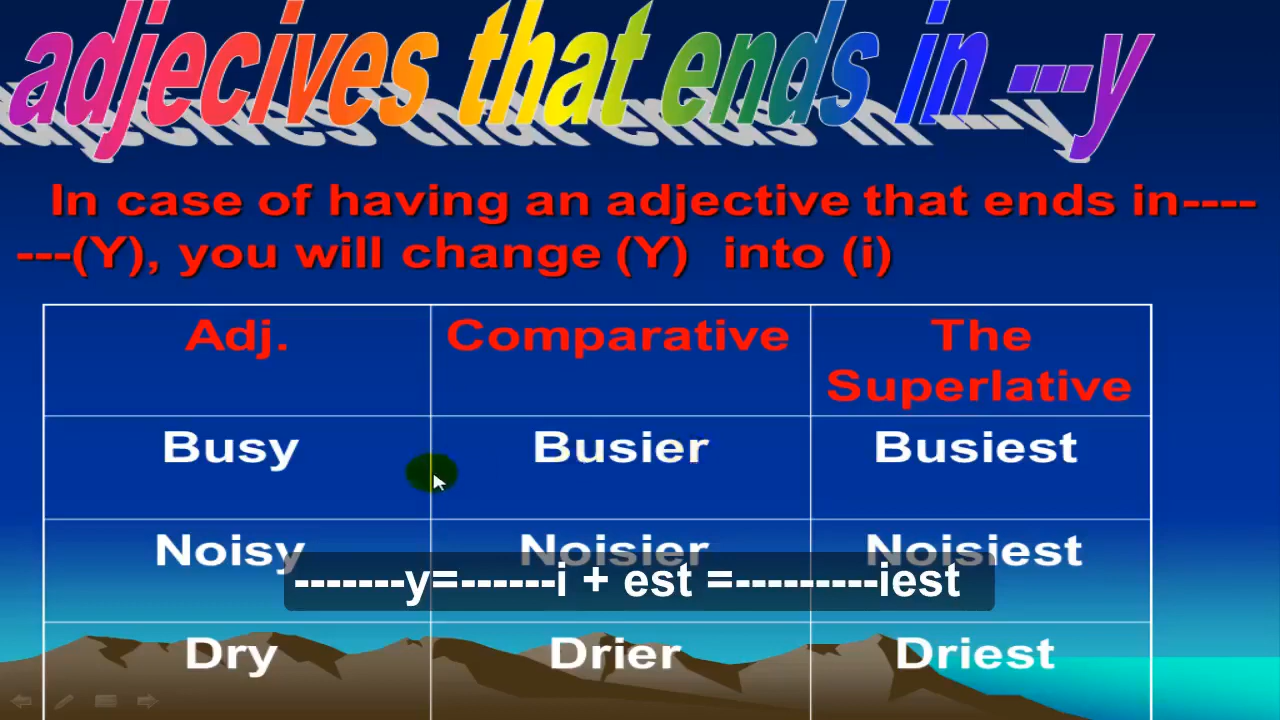 adjecives that ends in ---y
In case of having an adjective that ends in----
---(Y), you will change (Y) into (i)
Adj. Comparative The
Superlative
Busy Busier Busiest
Noisy Noisier Noisiest
-------y=------i + est =---------iest
Dry Drier Driest